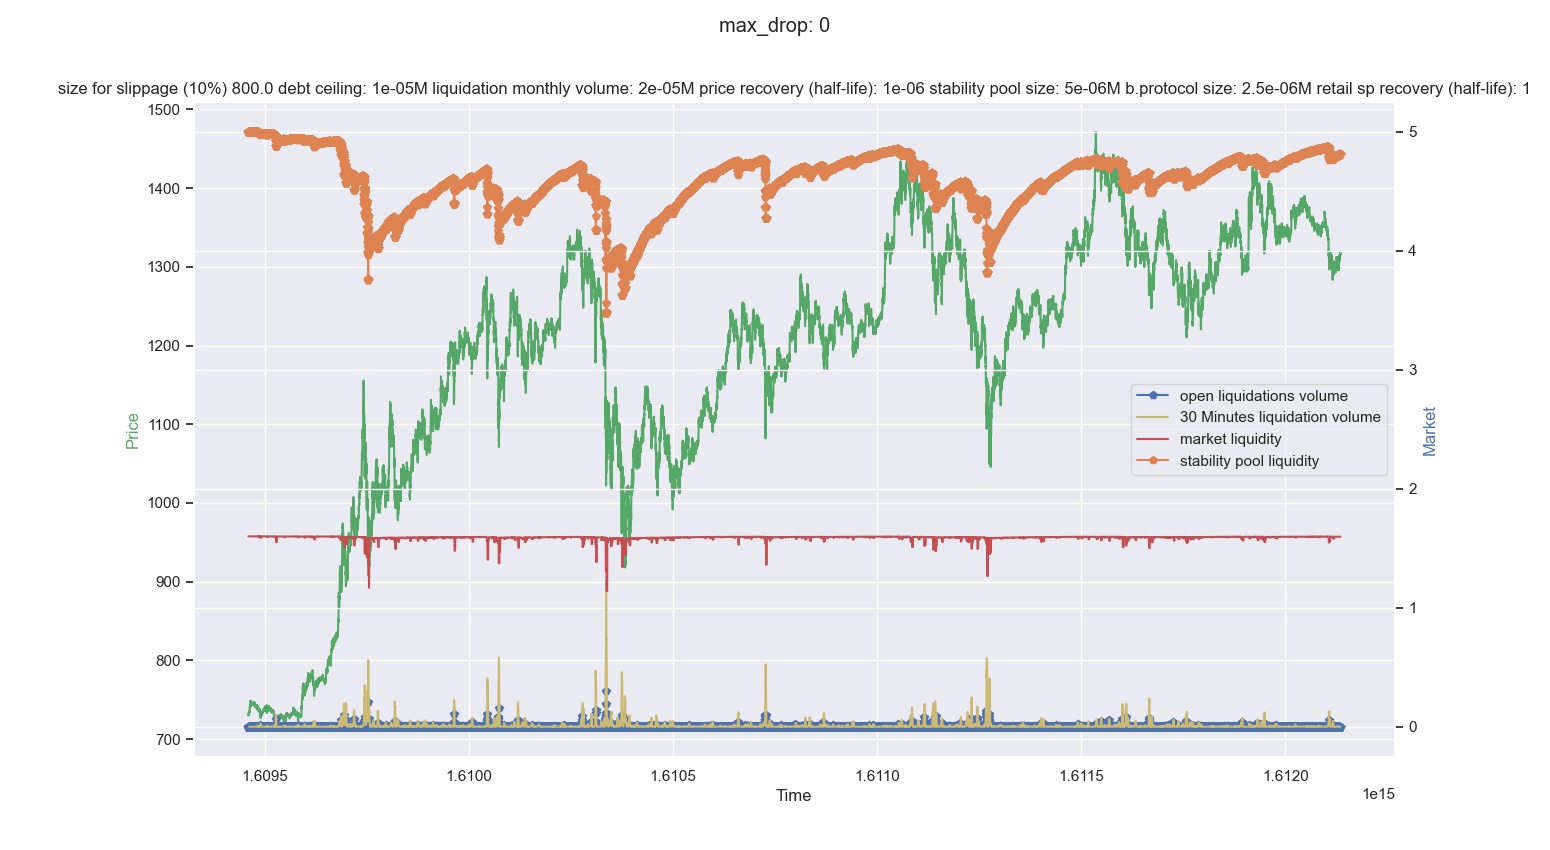 max_drop: 0
size for slippage (10%) 800.0 debt ceiling: 1e-05M liquidation monthly volume: 2e-05M price recovery (half-life): 1e-06 stability pool size: 5e-06M b.protocol size: 2.5e-06M retail sp recovery (half-life): 1
1500
1400
1300
1200
1100
1000
900
800
700
Price
5
4
3
2
1
0
Market
open liquidations volume
30 Minutes liquidation volume
market liquidity
stability pool liquidity
1.6095 1.6100 1.6105 1.6110 1.6115 1.6120
Time
1e15